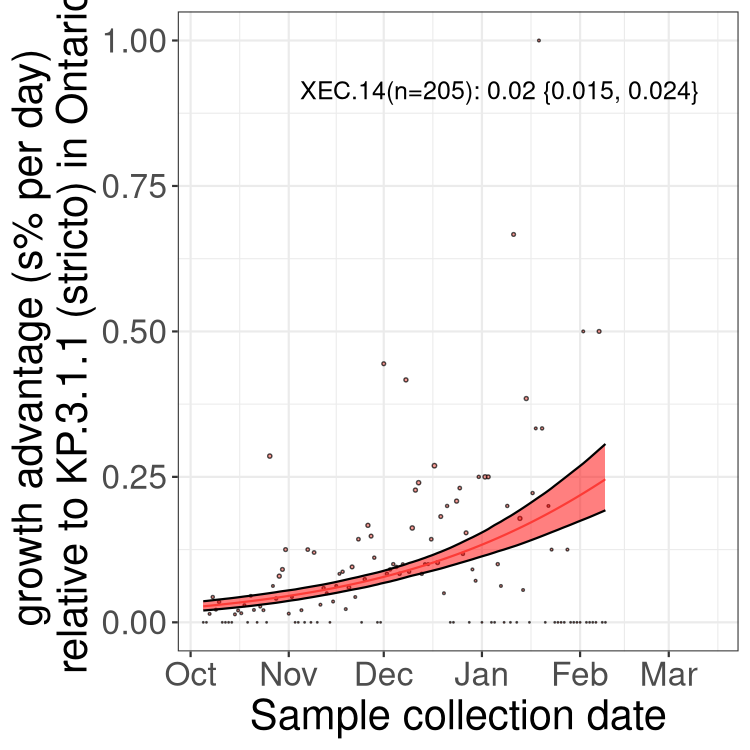 growth advantage (s% per day)
relative to KP.3.1.1 (stricto) in Ontario
1.00
0.75
0.50
0.25
0.00
XEC.14(n=205): 0.02 {0.015, 0.024}
Oct Nov Dec Jan Feb Mar
Sample collection date